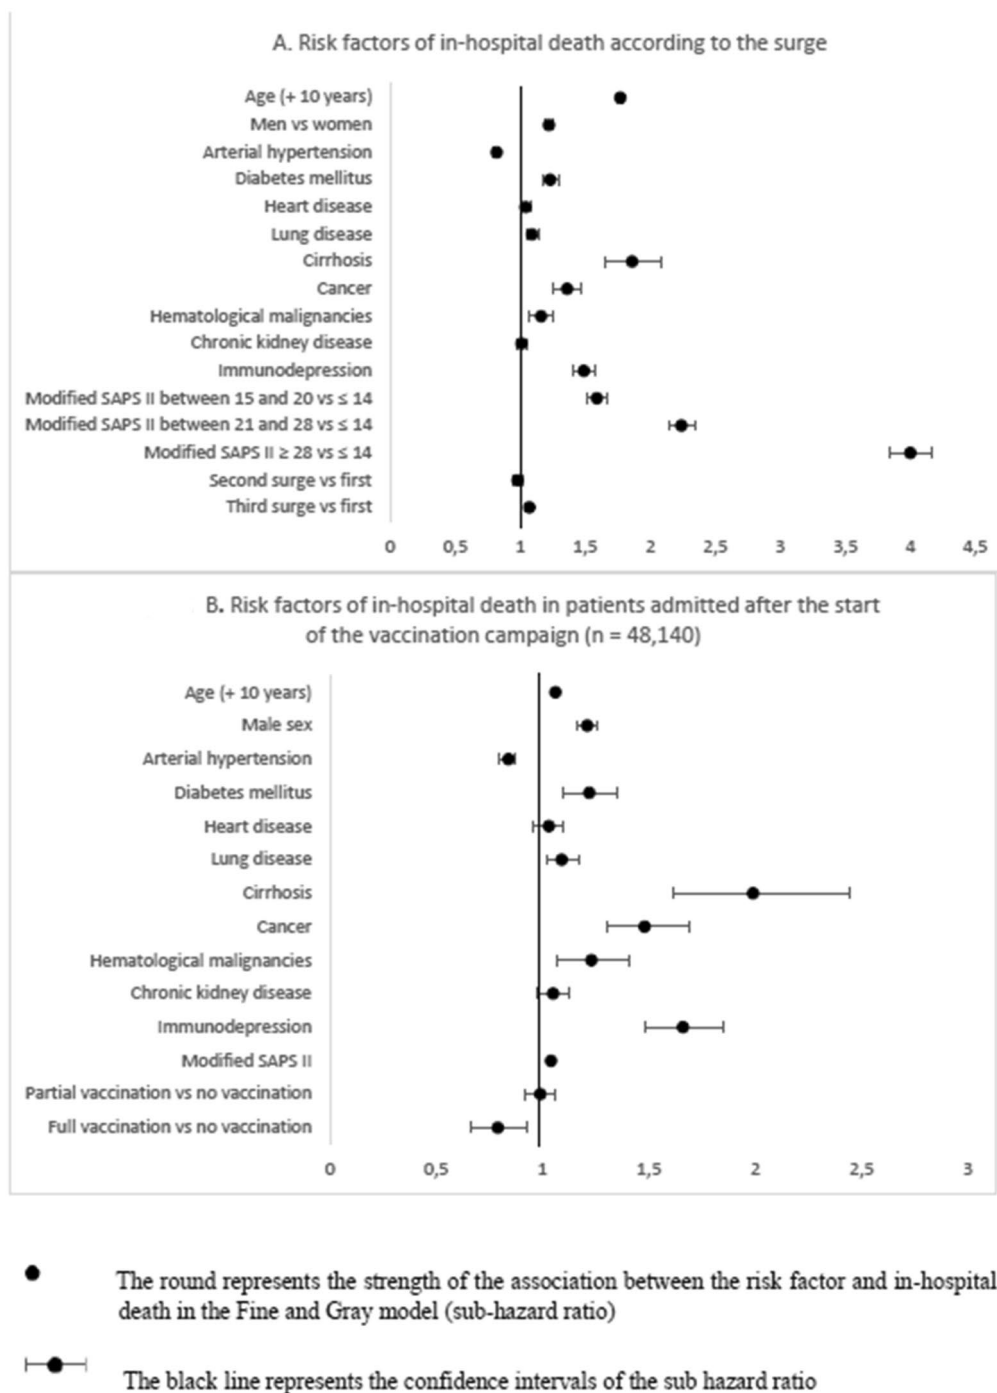 A. Risk factors of in-hospital death according to the surge
Age (+ 10 years)
Men vs women
Arterial hypertension
Diabetes mellitus
Heart disease
Lung disease
Cirrhosis
Cancer
Hematological malignancies
Chronic kidney disease
Immunodepression
Modified SAPS II between 15 and 20 vs ≤ 14
Modified SAPS II between 21 and 28 vs ≤ 14
Modified SAPS II ≥ 28 vs ≤ 14
Second surge vs first
Third surge vs first
0 0,5 1 1,5 2 2,5 3 3,5 4 4,5
B. Risk factors of in-hospital death in patients admitted after the start
of the vaccination campaign (n = 48,140)
Age (+ 10 years)
Male sex
Arterial hypertension
Diabetes mellitus
Heart disease
Lung disease
Cirrhosis
Cancer
Hematological malignancies
Chronic kidney disease
Immunodepression
Modified SAPS II
Partial vaccination vs no vaccination
Full vaccination vs no vaccination
0 0,5 1 1,5 2 2,5 3
The round represents the strength of the association between the risk factor and in-hospital
death in the Fine and Gray model (sub-hazard ratio)
The black line represents the confidence intervals of the sub hazard ratio